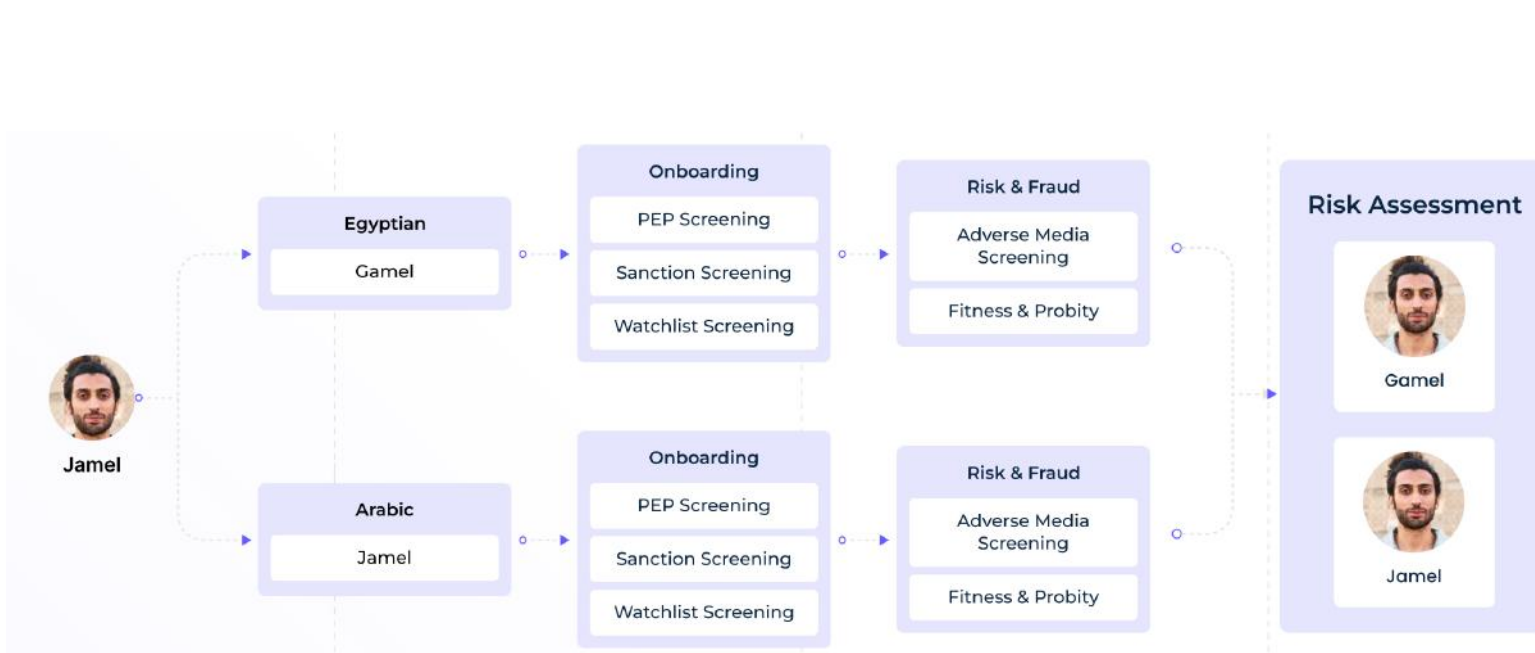 Jamel
Egyptian
Gamel
Onboarding
PEP Screening
Sanction Screening
Watchlist Screening
Risk & Fraud
Adverse Media
Screening
Fitness & Probity
Arabic
Jamel
Onboarding
PEP Screening
Sanction Screening
Watchlist Screening
Risk & Fraud
Adverse Media
Screening
Fitness & Probity
Risk Assessment
Gamel
Jamel